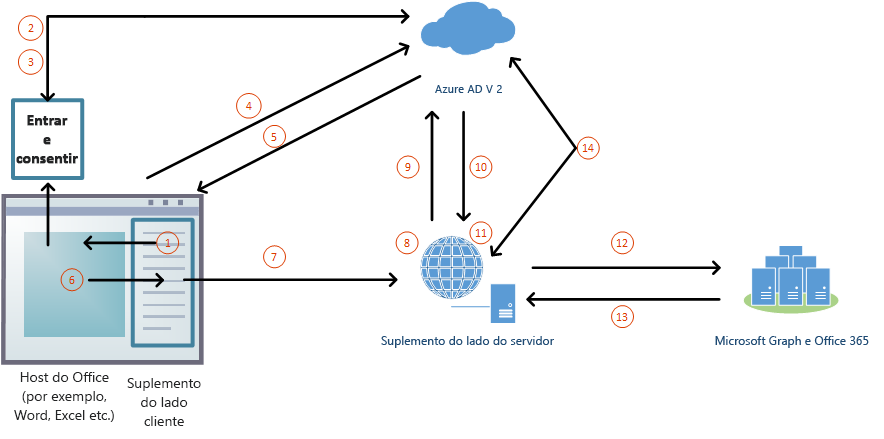 2
3
Azure AD V 2
4
5
Entrar
e
consentir
9
10
14
1
8
11
12
6
7
13
Suplemento do lado do servidor
Microsoft Graph e Office 365
Host do Office
(por exemplo,
Word, Excel etc.)
Suplemento
do lado
cliente